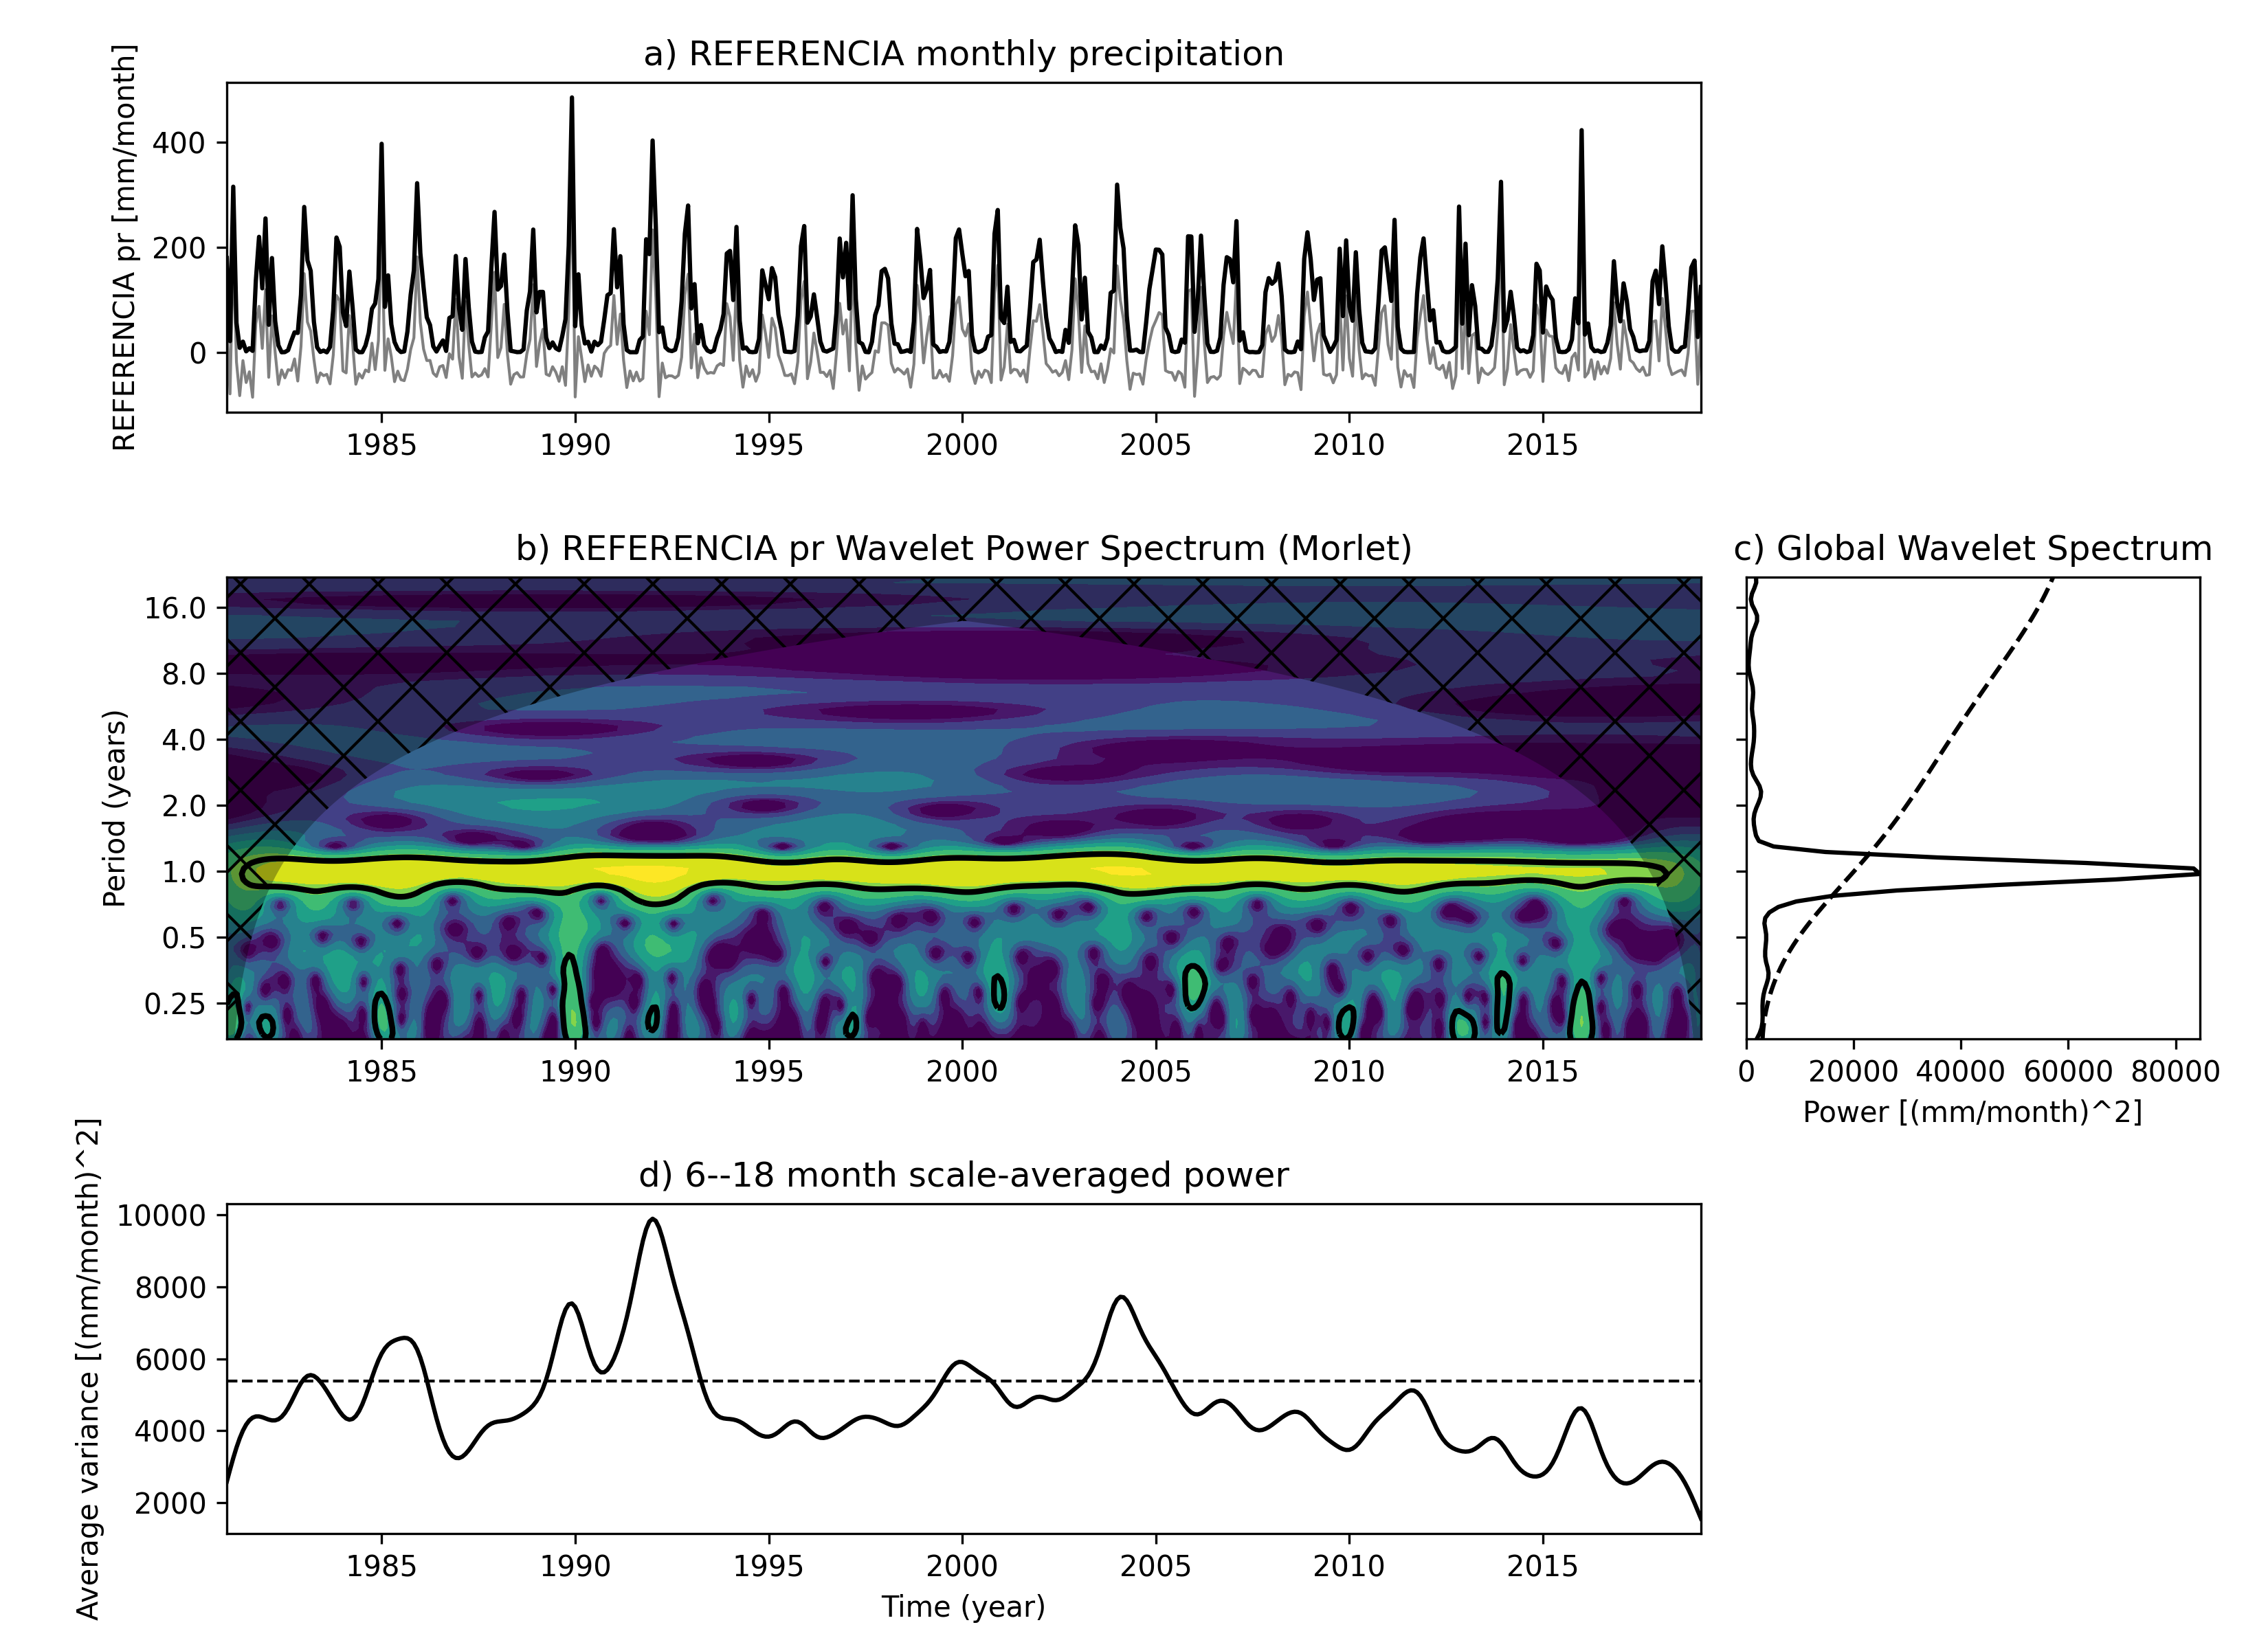 a) REFERENCIA monthly precipitation
REFERENCIA pr [mm/month]
400
200
0
1985 1990 1995 2000 2005 2010 2015
b) REFERENCIA pr Wavelet Power Spectrum (Morlet)
Period (years)
16.0
8.0
4.0
2.0
1.0
0.5
0.25
1985 1990 1995 2000 2005 2010 2015
c) Global Wavelet Spectrum
0 20000 40000 60000 80000
Power [(mm/month)^2]
d) 6--18 month scale-averaged power
Average variance [(mm/month)^2]
10000
8000
6000
4000
2000
1985 1990 1995 2000 2005 2010 2015
Time (year)